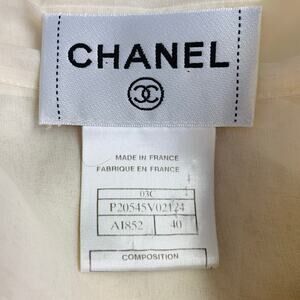 CHANEL
MADE IN FRANCE
FABRIQUE EN FRANCE
03C
P20545V02124
A1852 40
COMPOSITION